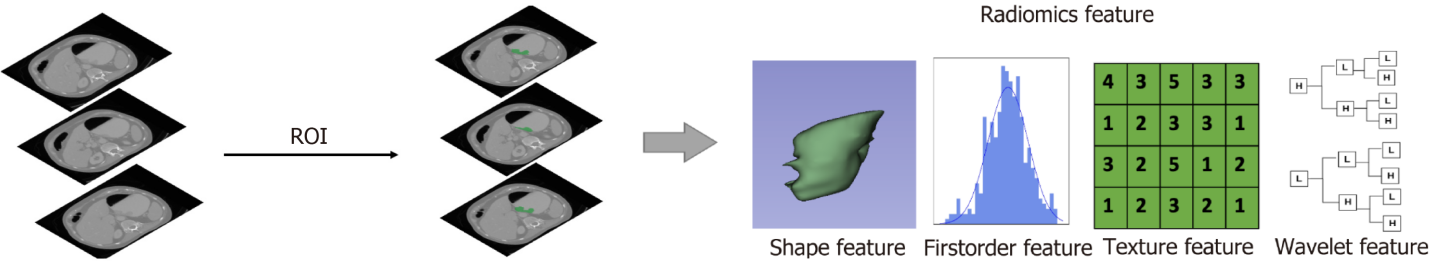 Radiomics feature
ROI
4 3 5 3 3
1 2 3 3 1
3 2 5 1 2
1 2 3 2 1
H
L
L
H
H
L
H
L
L
L
H
H
L
H
Shape feature Firstorder feature Texture feature Wavelet feature